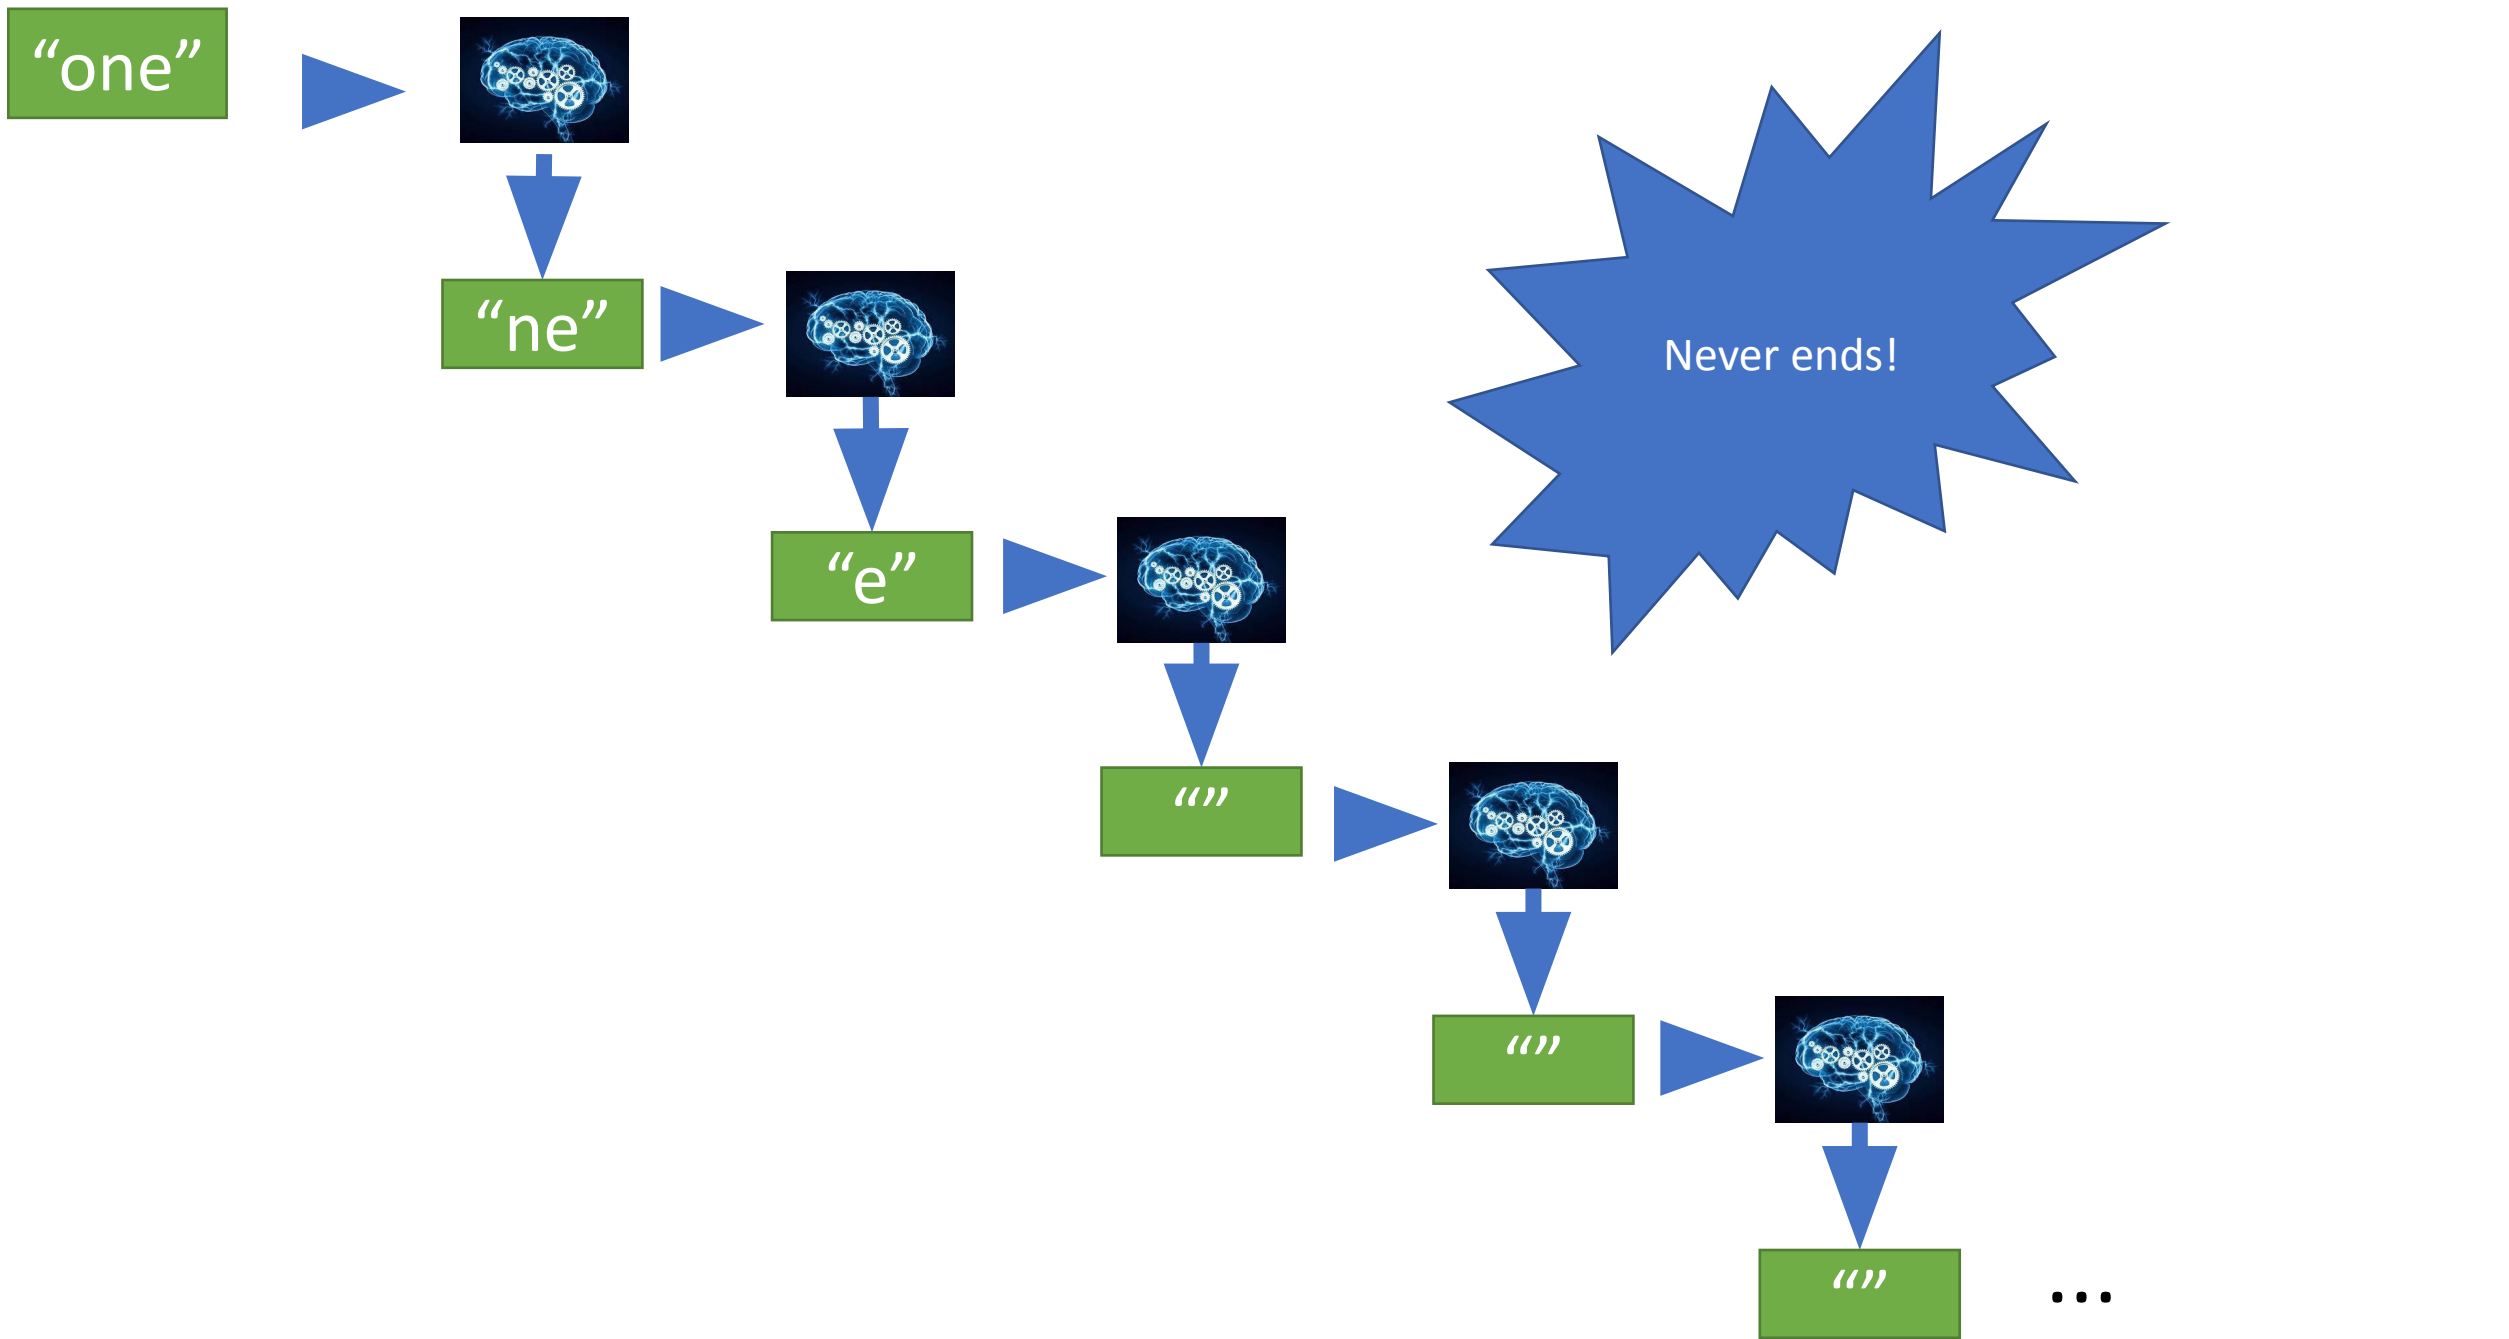 “one”
“ne”
Never ends!
“e”
“”
“”
“”
...